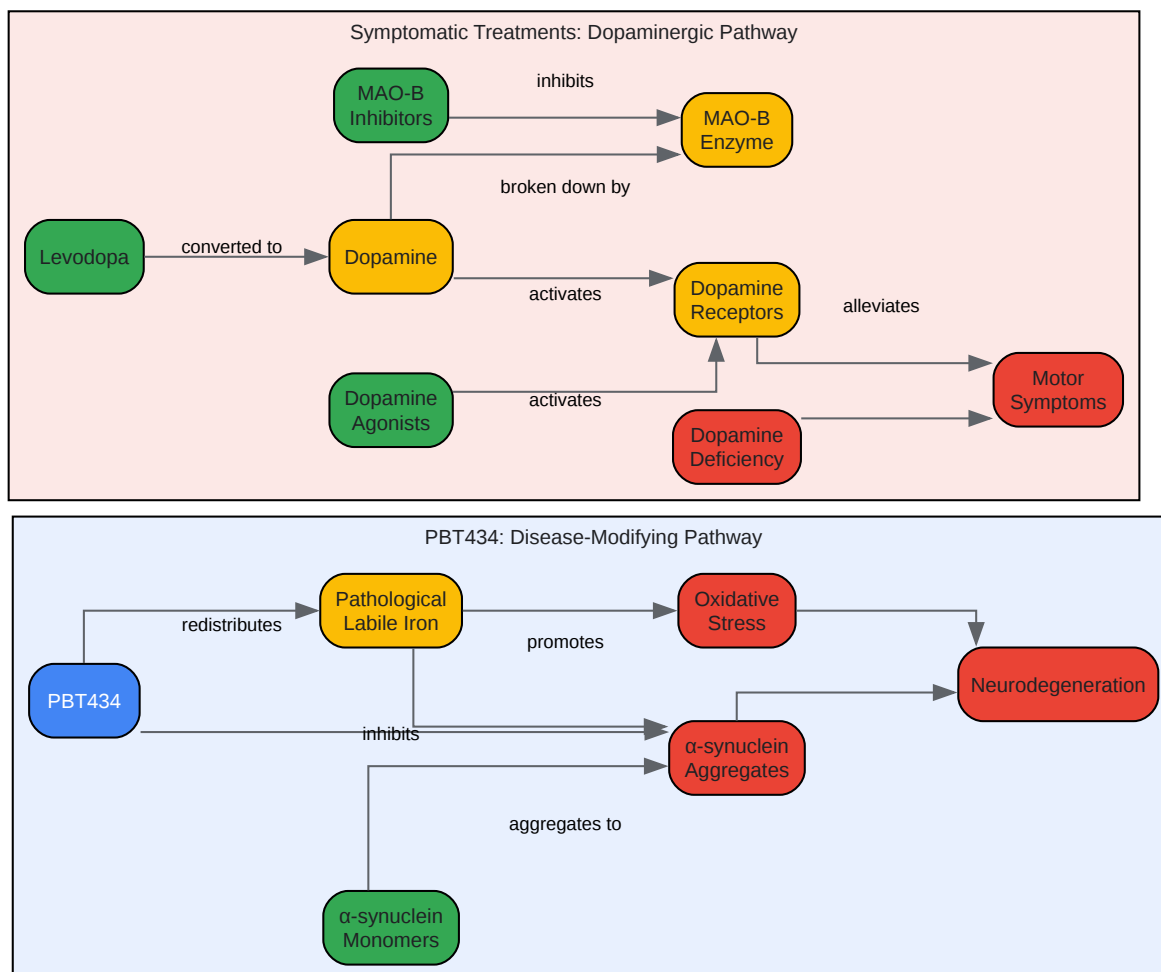 Symptomatic Treatments: Dopaminergic Pathway
MAO-B
Inhibitors
inhibits
MAO-B
Enzyme
broken down by
Levodopa
converted to
Dopamine
activates
Dopamine
Receptors
alleviates
Dopamine
Agonists
activates
Motor
Symptoms
Dopamine
Deficiency
PBT434: Disease-Modifying Pathway
Pathological
Labile Iron
redistributes
promotes
Oxidative
Stress
PBT434
inhibits
Neurodegeneration
α-synuclein
Aggregates
aggregates to
α-synuclein
Monomers